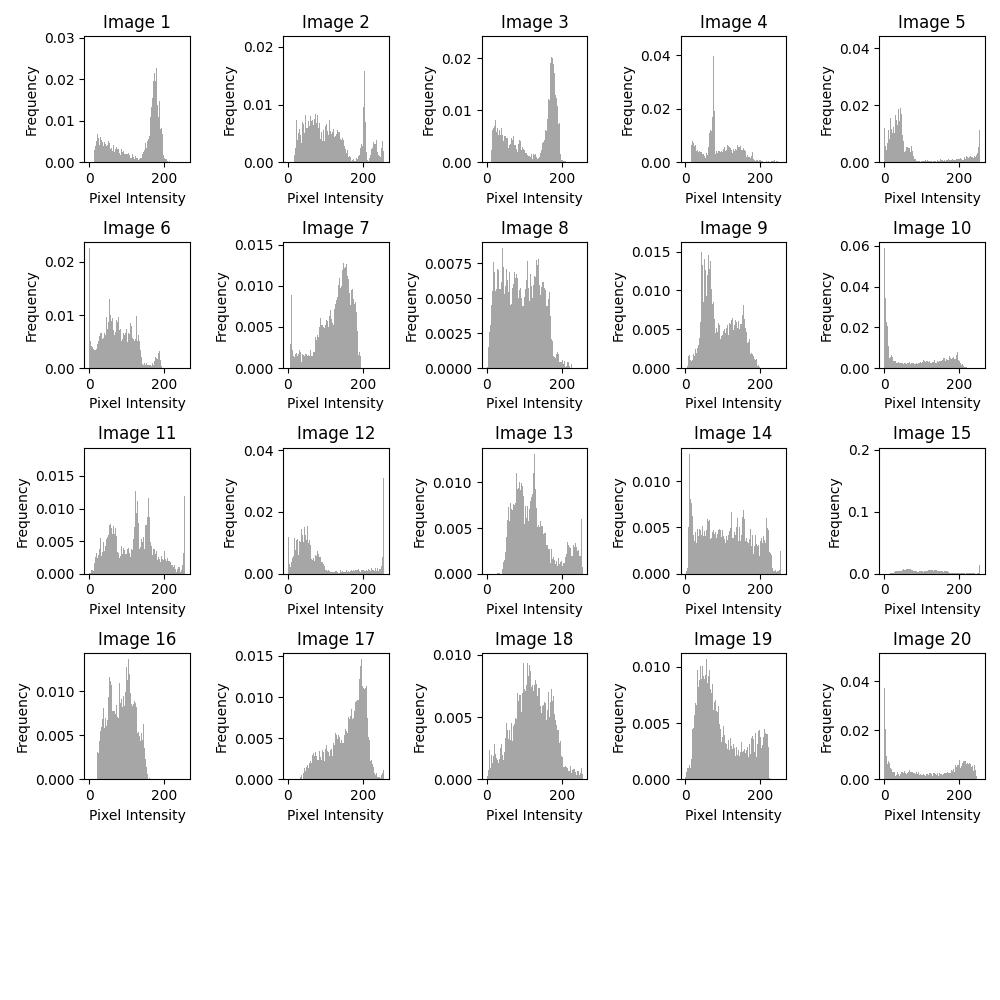 Image 1 Image 2 Image 3 Image 4 Image 5
0.03 0.02 0.01 0.00 Frequency 0 200 Pixel Intensity
0.02 0.01 0.00 Frequency 0 200 Pixel Intensity
0.02 0.01 0.00 Frequency 0 200 Pixel Intensity
0.04 0.02 0.00 Frequency 0 200 Pixel Intensity
0.04 0.02 0.00 Frequency 0 200 Pixel Intensity
Image 6 Image 7 Image 8 Image 9 Image 10
0.02 0.01 0.00 Frequency 0 200 Pixel Intensity
0.015 0.010 0.005 0.000 Frequency 0 200 Pixel Intensity
0.0075 0.0050 0.0025 0.0000 Frequency 0 200 Pixel Intensity
0.015 0.010 0.005 0.000 Frequency 0 200 Pixel Intensity
0.06 0.04 0.02 0.00 Frequency 0 200 Pixel Intensity
Image 11 Image 12 Image 13 Image 14 Image 15
0.015 0.010 0.005 0.000 Frequency 0 200 Pixel Intensity
0.04 0.02 0.00 Frequency 0 200 Pixel Intensity
0.010 0.005 0.000 Frequency 0 200 Pixel Intensity
0.010 0.005 0.000 Frequency 0 200 Pixel Intensity
0.2 0.1 0.0 Frequency 0 200 Pixel Intensity
Image 16 Image 17 Image 18 Image 19 Image 20
0.010 0.005 0.000 Frequency 0 200 Pixel Intensity
0.015 0.010 0.005 0.000 Frequency 0 200 Pixel Intensity
0.010 0.005 0.000 Frequency 0 200 Pixel Intensity
0.010 0.005 0.000 Frequency 0 200 Pixel Intensity
0.04 0.02 0.00 Frequency 0 200 Pixel Intensity